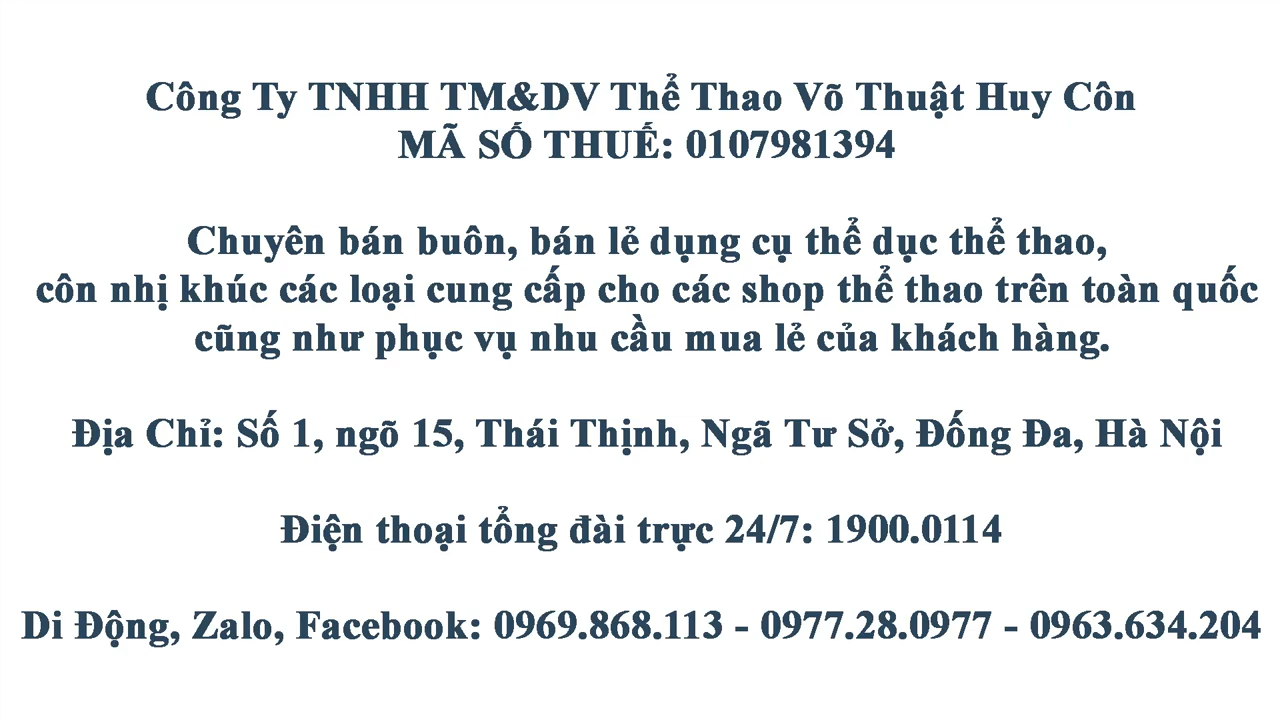 Công Ty TNHH TM&DV Thể Thao Võ Thuật Huy Côn
MÃ SỐ THUẾ: 0107981394
Chuyên bán buôn, bán lẻ dụng cụ thể dục thể thao,
côn nhị khúc các loại cung cấp cho các shop thể thao trên toàn quốc
cũng như phục vụ nhu cầu mua lẻ của khách hàng.
Địa Chỉ: Số 1, ngõ 15, Thái Thịnh, Ngã Tư Sở, Đống Đa, Hà Nội
Điện thoại tổng đài trực 24/7: 1900.0114
Di Động, Zalo, Facebook: 0969.868.113 - 0977.28.0977 - 0963.634.204